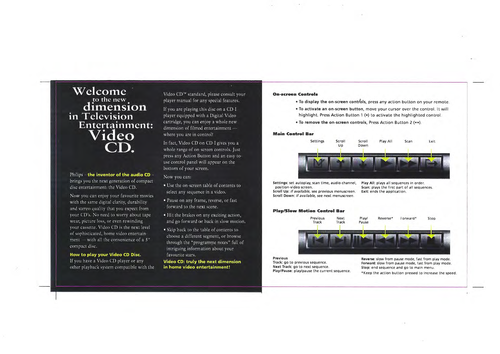 Welcome
to the new
dimension
in Television
Entertainment:
Video
CD.
Philips - the inventor of the audio CD -
brings you the next generation of compact
disc entertainment: the Video CD.
Now you can enjoy your favourite movies
with the same digital clarity, durability
and stereo quality that you expect from
your CD's. No need to worry about tape
wear, picture loss, or even rewinding
your cassette. Video CD is the next level
of sophisticated, home video entertain-
ment - with all the convenience of a 5"
compact disc.
How to play your Video CD Disc.
If you have a Video CD player or any
other playback system compatible with the
Video CD™ standard, please consult your
player manual for any special features.
If you are playing this disc on a CD-I
player equipped with a Digital Video
cartridge, you can enjoy a whole new
dimension of filmed entertainment -
where you are in control!
In fact, Video CD on CD-I gives you a
whole range of on-screen controls. Just
press any Action Button and an easy to
use control panel will appear on the
bottom of your screen.
Now you can:
• Use the on-screen table of contents to
select any sequence in a video.
• Pause on any frame, reverse, or fast
forward to the next scene.
• Hit the brakes on any exciting action,
and go forward or back in slow motion.
• Skip back to the table of contents to
choose a different segment, or browse
through the "programme notes" full of
intriguing information about your
favourite stars.
Video CD: truly the next dimension
in home video entertainment!
On-screen Controls
• To display the on-screen controls, press any action button on your remote.
• To activate an on-screen button, move your cursor over the control. It will
highlight. Press Action Button 1 (•) to activate the highlighted control
• To remove the on-screen controls, Press Action Button 2 (••).
Main Control Bar
Settings Scroll Up Scroll Down Play All Scan Exit
Settings: set autoplay, scan time, audio channel,
position video screen.
Scroll Up: if available, see previous menu screen.
Scroll Down: if available, see next menu screen.
Play All: plays all sequences in order.
Scan: plays the first part of all sequences.
Exit: ends the application.
Play/Slow Motion Control Bar
Previous Track Next Track Play/ Pause Reverse* Forward* Stop
Previous
Track: go to previous sequence.
Next Track: go to next sequence.
Play/Pause: play/pause the current sequence.
Reverse: slow from pause mode, fast from play mode.
Forward: slow from pause mode, fast from play mode.
Stop: end sequence and go to main menu.
*Keep the action button pressed to increase the speed.